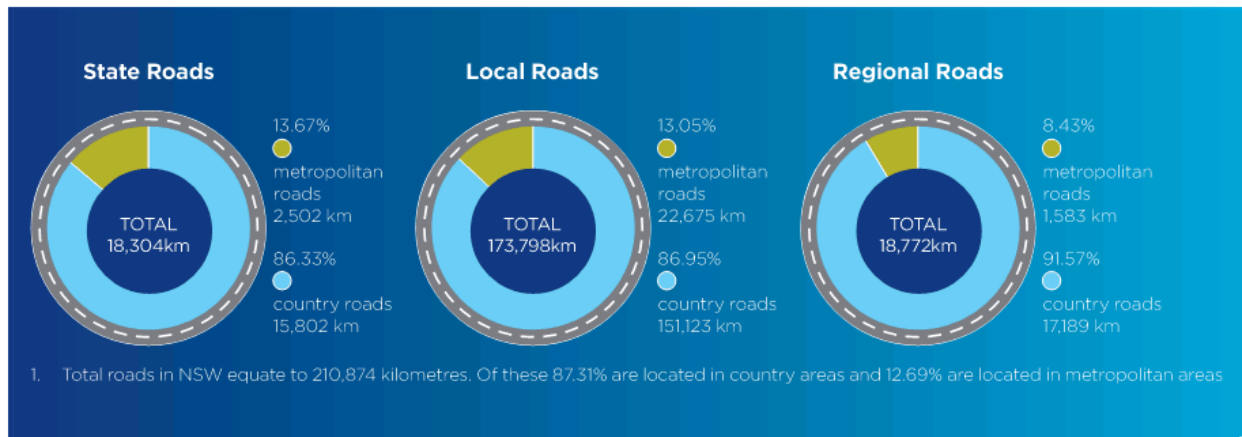 State Roads
TOTAL
18,304km
13.67%
metropolitan
roads
2,502 km
86.33%
country roads
15,802 km
Local Roads
TOTAL
173,798km
13.05%
metropolitan
roads
22,675 km
86.95%
country roads
151,123 km
Regional Roads
TOTAL
18,772km
8.43%
metropolitan
roads
1,583 km
91.57%
country roads
17,189 km
1. Total roads in NSW equate to 210,874 kilometres. Of these 87.31% are located in country areas and 12.69% are located in metropolitan areas